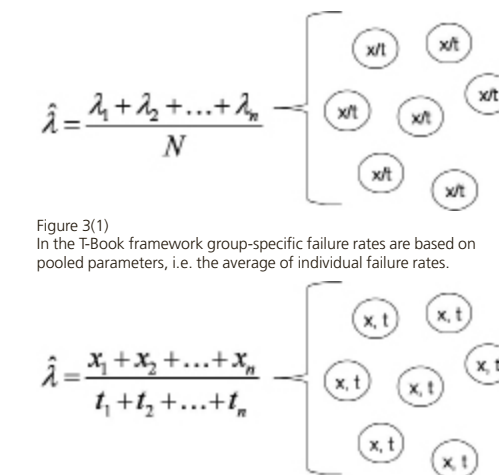 x/t x/t
λ̂ = (λ₁ + λ₂ + ... + λₙ) / N
x/t x/t x/t
x/t x/t
Figure 3(1)
In the T-Book framework group-specific failure rates are based on
pooled parameters, i.e. the average of individual failure rates.
x, t x, t
λ̂ = (x₁ + x₂ + ... + xₙ) / (t₁ + t₂ + ... + tₙ)
x, t x, t x, t
x, t x, t